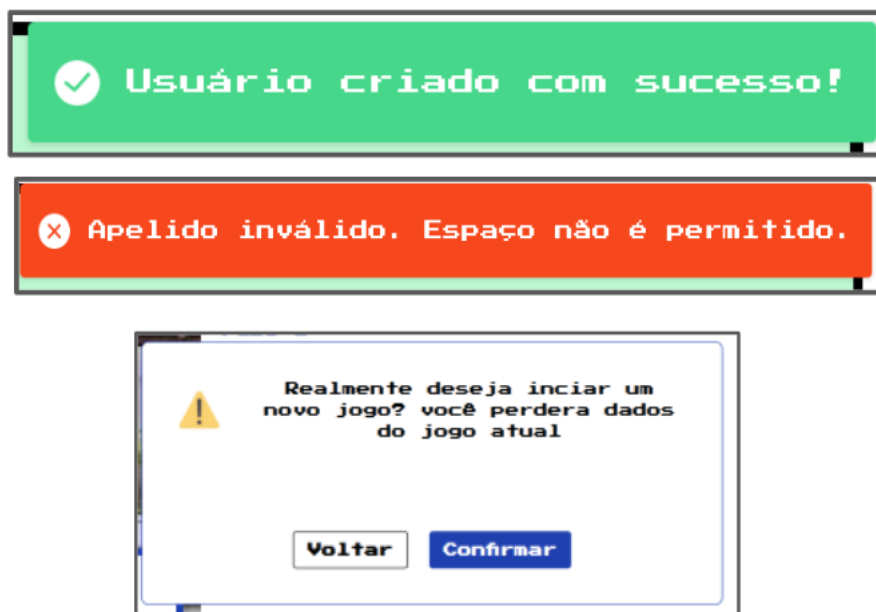 Usuário criado com sucesso!
Apelido inválido. Espaço não é permitido.
Realmente deseja inciar um
novo jogo? você perdera dados
do jogo atual
Voltar
Confirmar